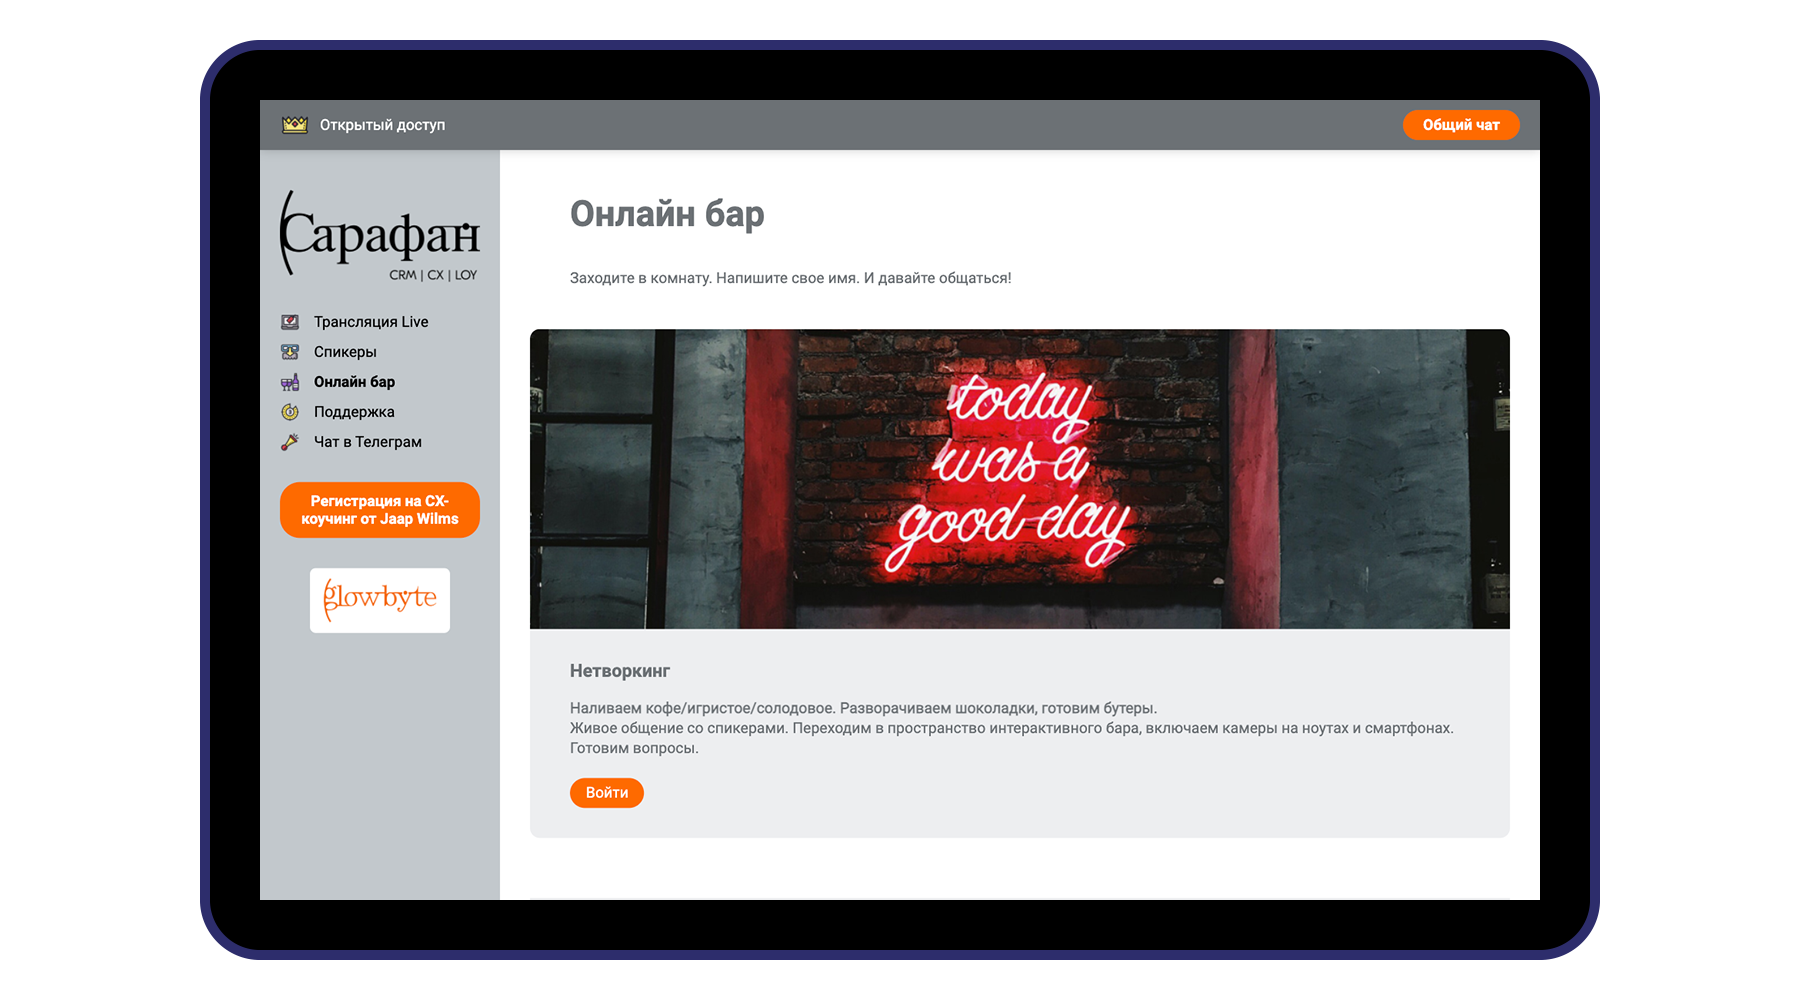 Открытый доступ
Общий чат
Сарафан
CRM | CX | LOY
Трансляция Live
Спикеры
Онлайн бар
Поддержка
Чат в Телеграм
Регистрация на CX-
коучинг от Jaap Wilms
glowbyte
Онлайн бар
Заходите в комнату. Напишите свое имя. И давайте общаться!
today
was a
good day
Нетворкинг
Наливаем кофе/игристое/солодовое. Разворачиваем шоколадки, готовим бутеры.
Живое общение со спикерами. Переходим в пространство интерактивного бара, включаем камеры на ноутах и смартфонах.
Готовим вопросы.
Войти